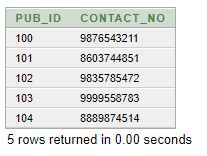 PUB_ID CONTACT_NO
100 9876543211
101 8603744851
102 9835785472
103 9999558783
104 8889874514
5 rows returned in 0.00 seconds